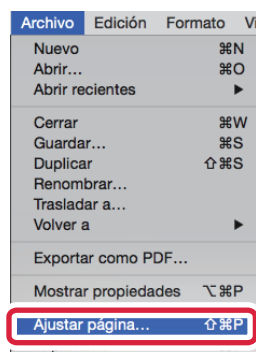 Archivo Edición Formato
Nuevo ⌘N
Abrir... ⌘O
Abrir recientes ▶
Cerrar ⌘W
Guardar... ⌘S
Duplicar ⇧⌘S
Renombrar...
Trasladar a...
Volver a ▶
Exportar como PDF...
Mostrar propiedades ⌥⌘P
Ajustar página... ⇧⌘P